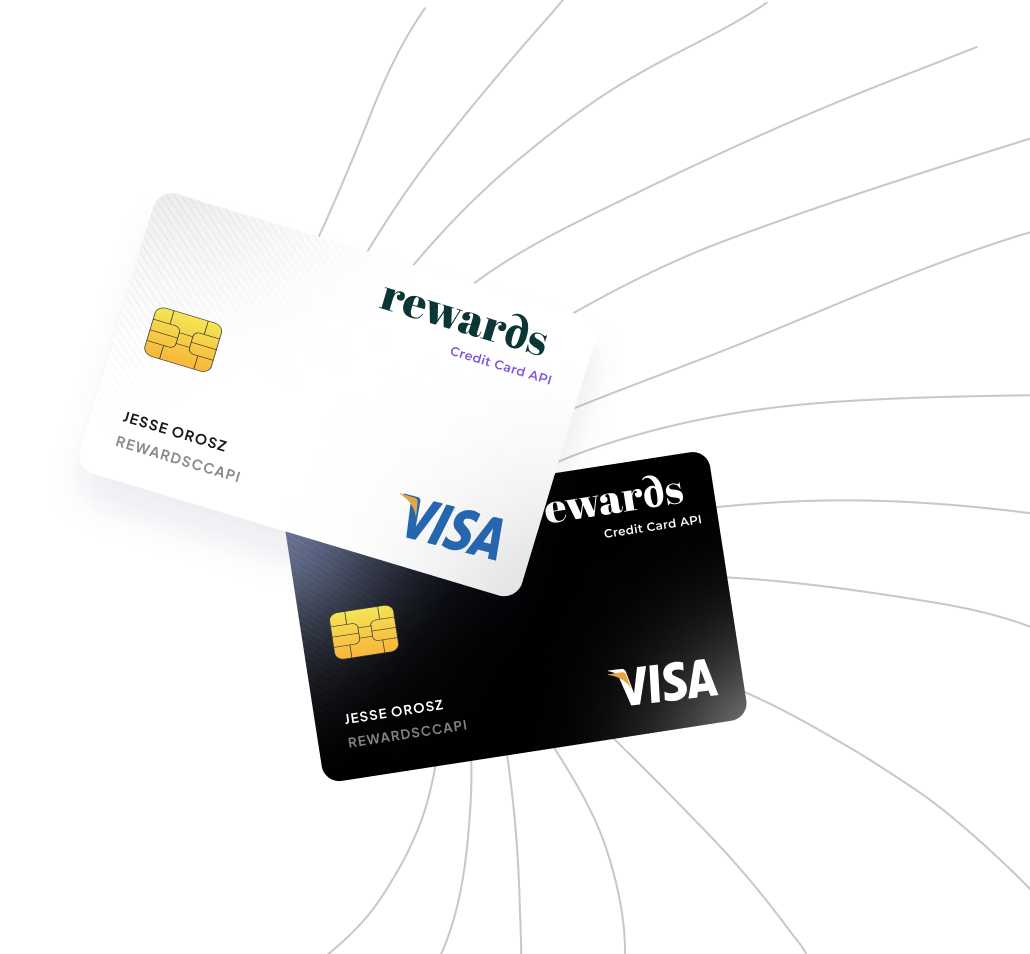 rewards
Credit Card API
JESSE OROSZ
REWARDSCCAPI
VISA
ewards
Credit Card API
JESSE OROSZ
REWARDSCCAPI
VISA